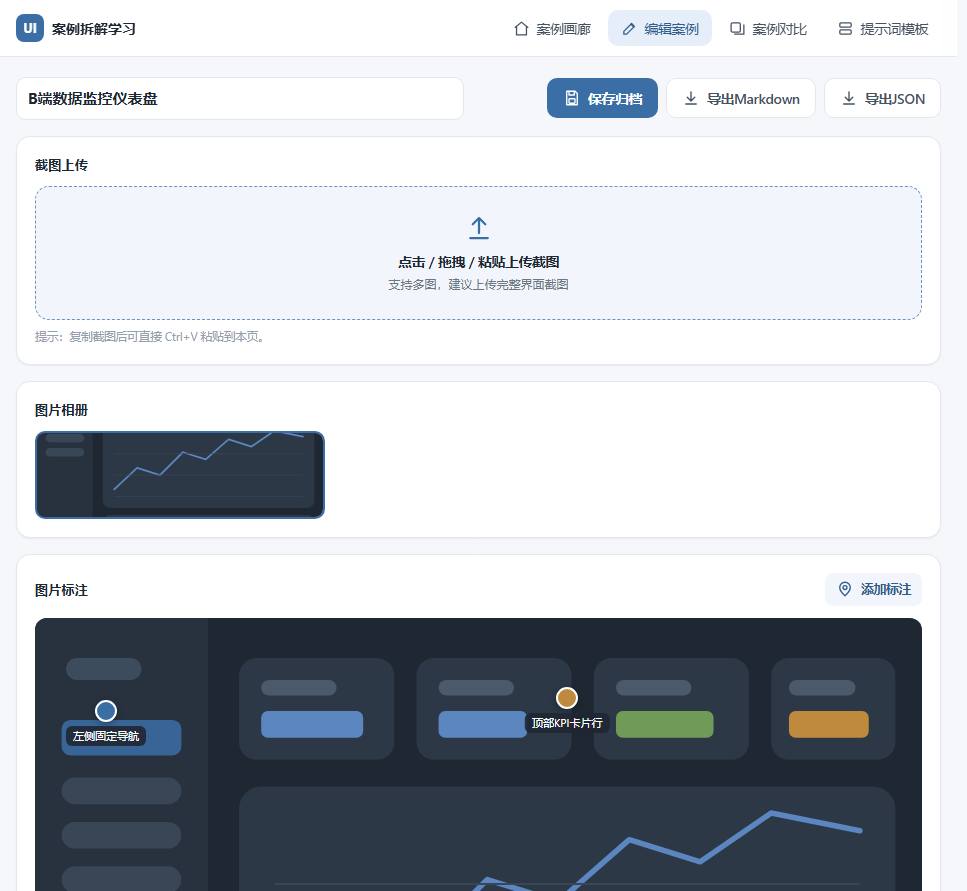 UI 案例拆解学习
案例画廊
编辑案例
案例对比
提示词模板
B端数据监控仪表盘
保存归档
导出Markdown
导出JSON
截图上传
点击 / 拖拽 / 粘贴上传截图
支持多图，建议上传完整界面截图
提示：复制截图后可直接 Ctrl+V 粘贴到本页。
图片相册
图片标注
添加标注
左侧固定导航
顶部KPI卡片行